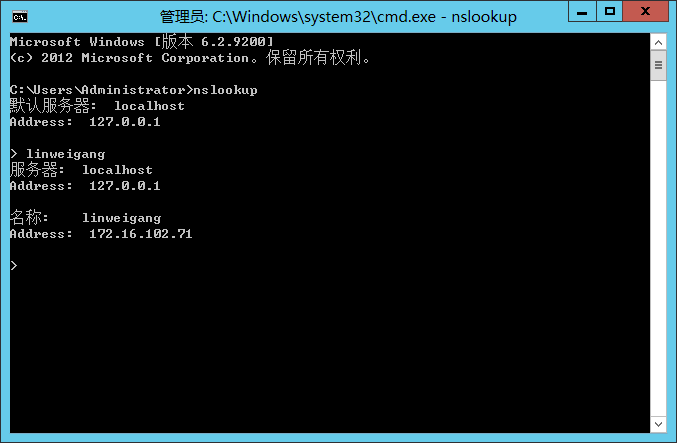 管理员: C:\Windows\system32\cmd.exe - nslookup
Microsoft Windows [版本 6.2.9200]
(c) 2012 Microsoft Corporation。保留所有权利。
C:\Users\Administrator>nslookup
默认服务器:  localhost
Address:  127.0.0.1
> linweigang
服务器:  localhost
Address:  127.0.0.1
名称:    linweigang
Address:  172.16.102.71
>